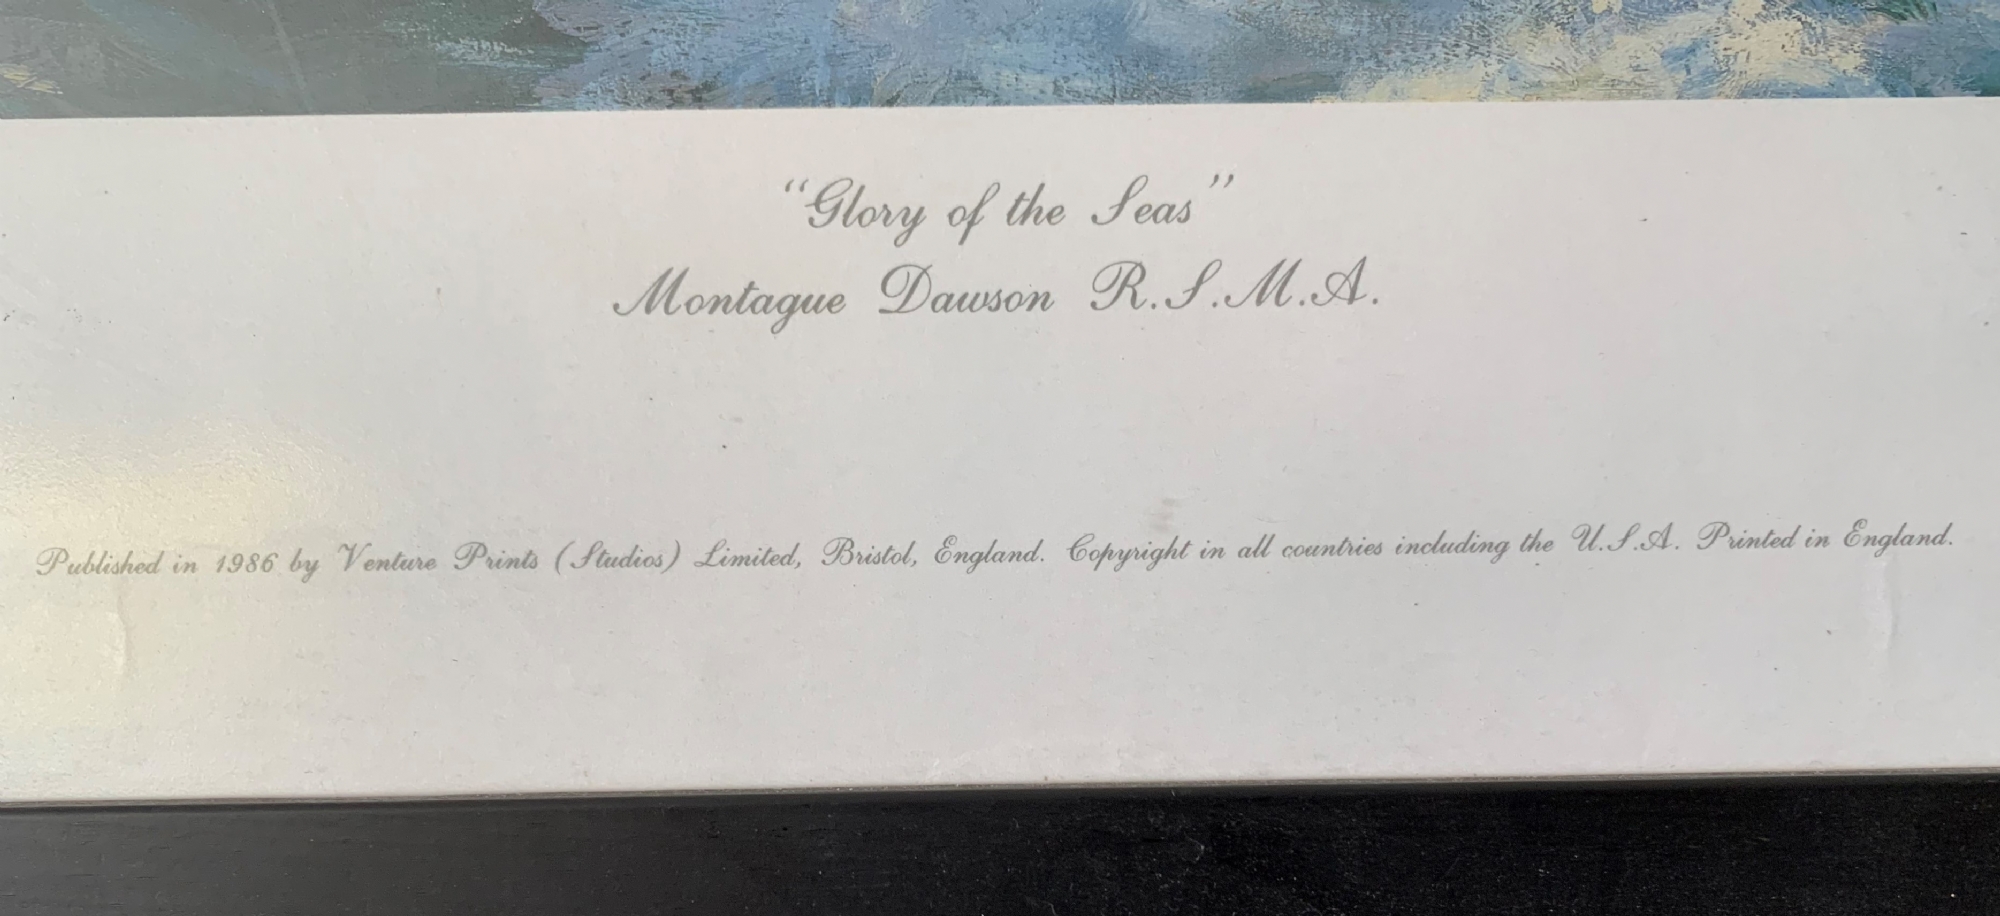 “Glory of the Seas”
Montague Dawson R.S.M.A.
Published in 1986 by Venture Prints (Studios) Limited, Bristol, England. Copyright in all countries including the U.S.A. Printed in England.